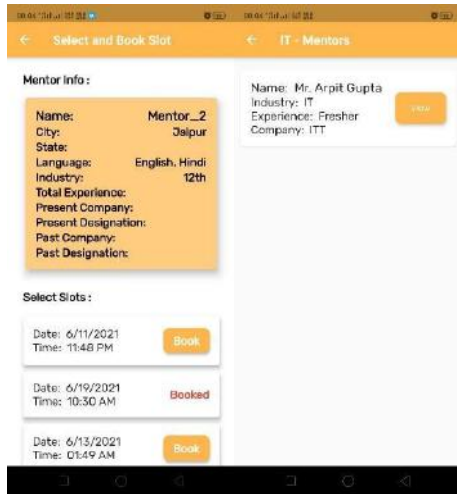 Select and Book Slot
Mentor Info :
Name: Mentor_2
City: Jaipur
State:
Language: English, Hindi
Industry: 12th
Total Experience:
Present Company:
Present Designation:
Past Company:
Past Designation:
Select Slots :
Date: 6/11/2021
Time: 11:48 PM
Book
Date: 6/19/2021
Time: 10:30 AM
Booked
Date: 6/13/2021
Time: 01:49 AM
Book
IT - Mentors
Name: Mr. Arpit Gupta
Industry: IT
Experience: Fresher
Company: ITT